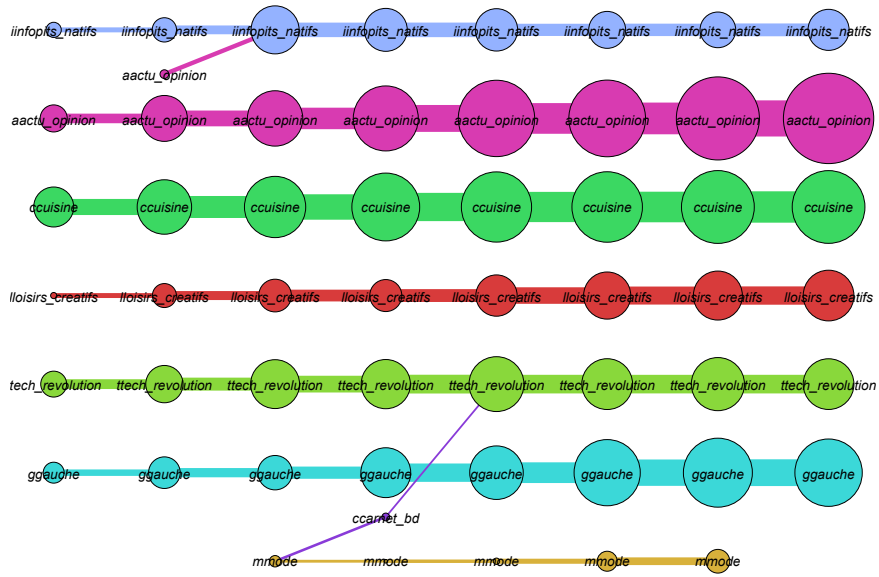 iinfopits_natifs iinfopits_natifs iinfopits_natifs iinfopits_natifs iinfopits_natifs iinfopits_natifs iinfopits_natifs iinfopits_natifs
aactu_opinion
aactu_opinion aactu_opinion aactu_opinion aactu_opinion aactu_opinion aactu_opinion aactu_opinion aactu_opinion
ccuisine ccuisine ccuisine ccuisine ccuisine ccuisine ccuisine ccuisine
lloisirs_creatifs lloisirs_creatifs lloisirs_creatifs lloisirs_creatifs lloisirs_creatifs lloisirs_creatifs lloisirs_creatifs lloisirs_creatifs
tech_revolution ttech_revolution ttech_revolution ttech_revolution ttech_revolution ttech_revolution ttech_revolution ttech_revolution
ggauche ggauche ggauche ggauche ggauche ggauche ggauche ggauche
ccarnet_bd
mmode mmode mmode mmode mmode